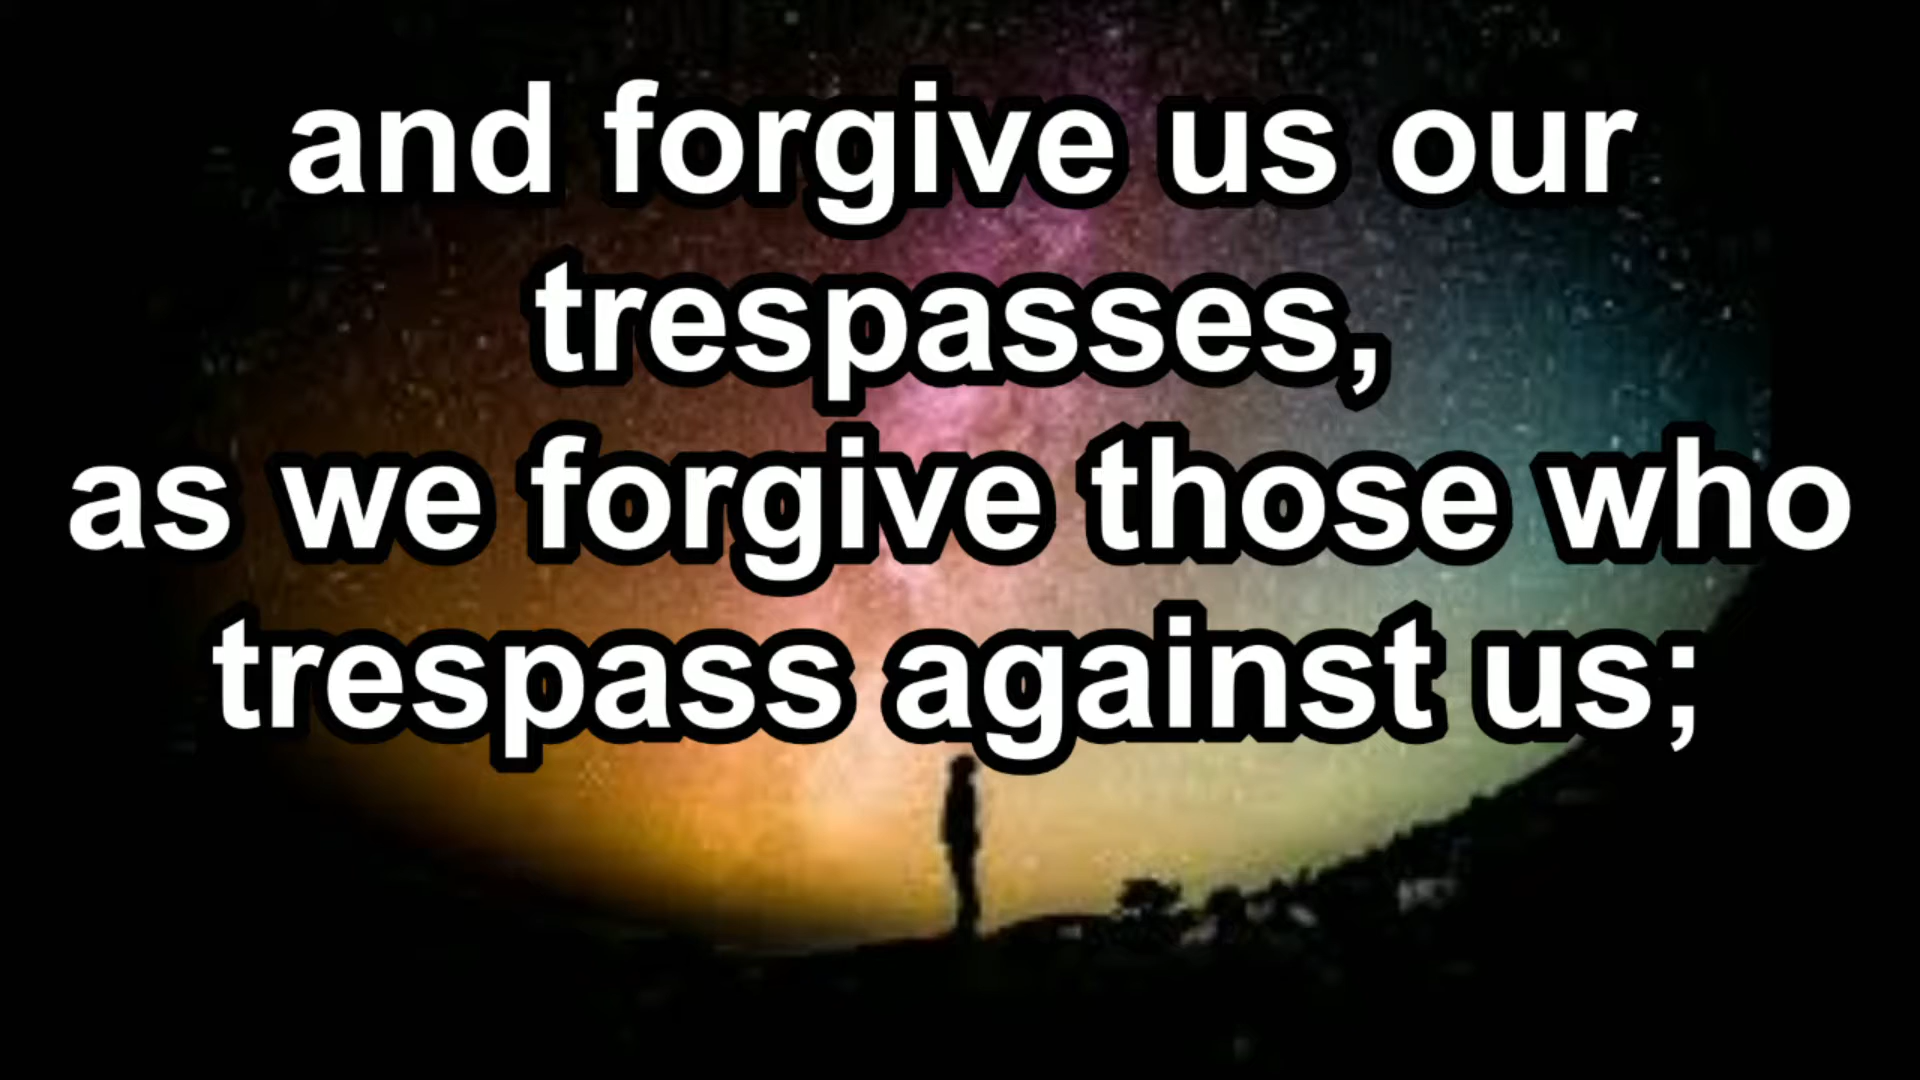 and forgive us our
trespasses,
as we forgive those who
trespass against us;